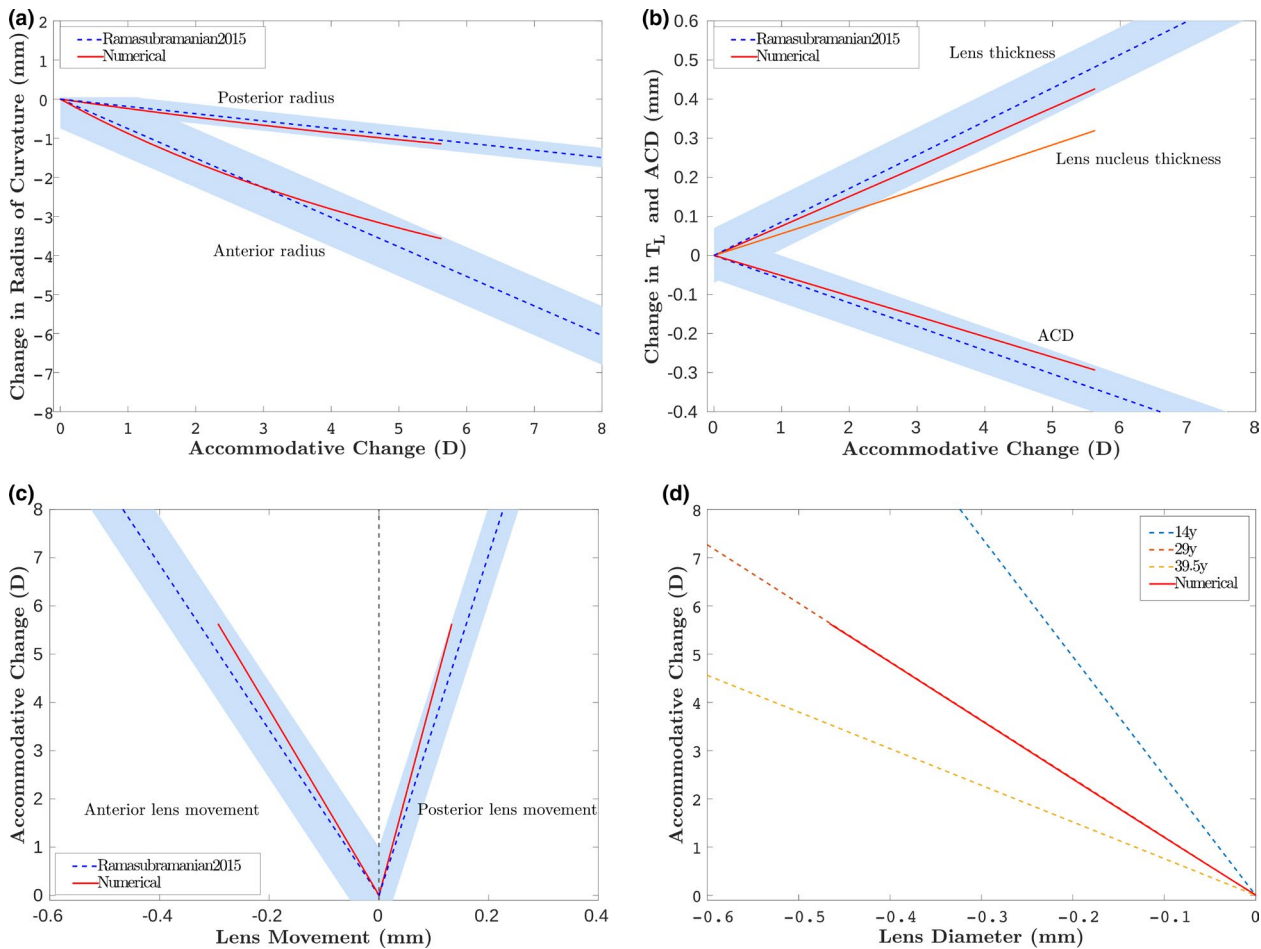 (a)
2
1
0
−1
−2
−3
−4
−5
−6
−7
−8
Change in Radius of Curvature (mm)
Ramasubramanian2015
Numerical
Posterior radius
Anterior radius
0 1 2 3 4 5 6 7 8
Accommodative Change (D)
(b)
0.6
0.5
0.4
0.3
0.2
0.1
0
-0.1
-0.2
-0.3
-0.4
Change in TL and ACD (mm)
Ramasubramanian2015
Numerical
Lens thickness
Lens nucleus thickness
ACD
0 1 2 3 4 5 6 7 8
Accommodative Change (D)
(c)
8
7
6
5
4
3
2
1
0
Accommodative Change (D)
Anterior lens movement
Posterior lens movement
Ramasubramanian2015
Numerical
-0.6 -0.4 -0.2 0 0.2 0.4
Lens Movement (mm)
(d)
8
7
6
5
4
3
2
1
0
Accommodative Change (D)
14y
29y
39.5y
Numerical
−0.6 −0.5 −0.4 −0.3 −0.2 −0.1 0
Lens Diameter (mm)